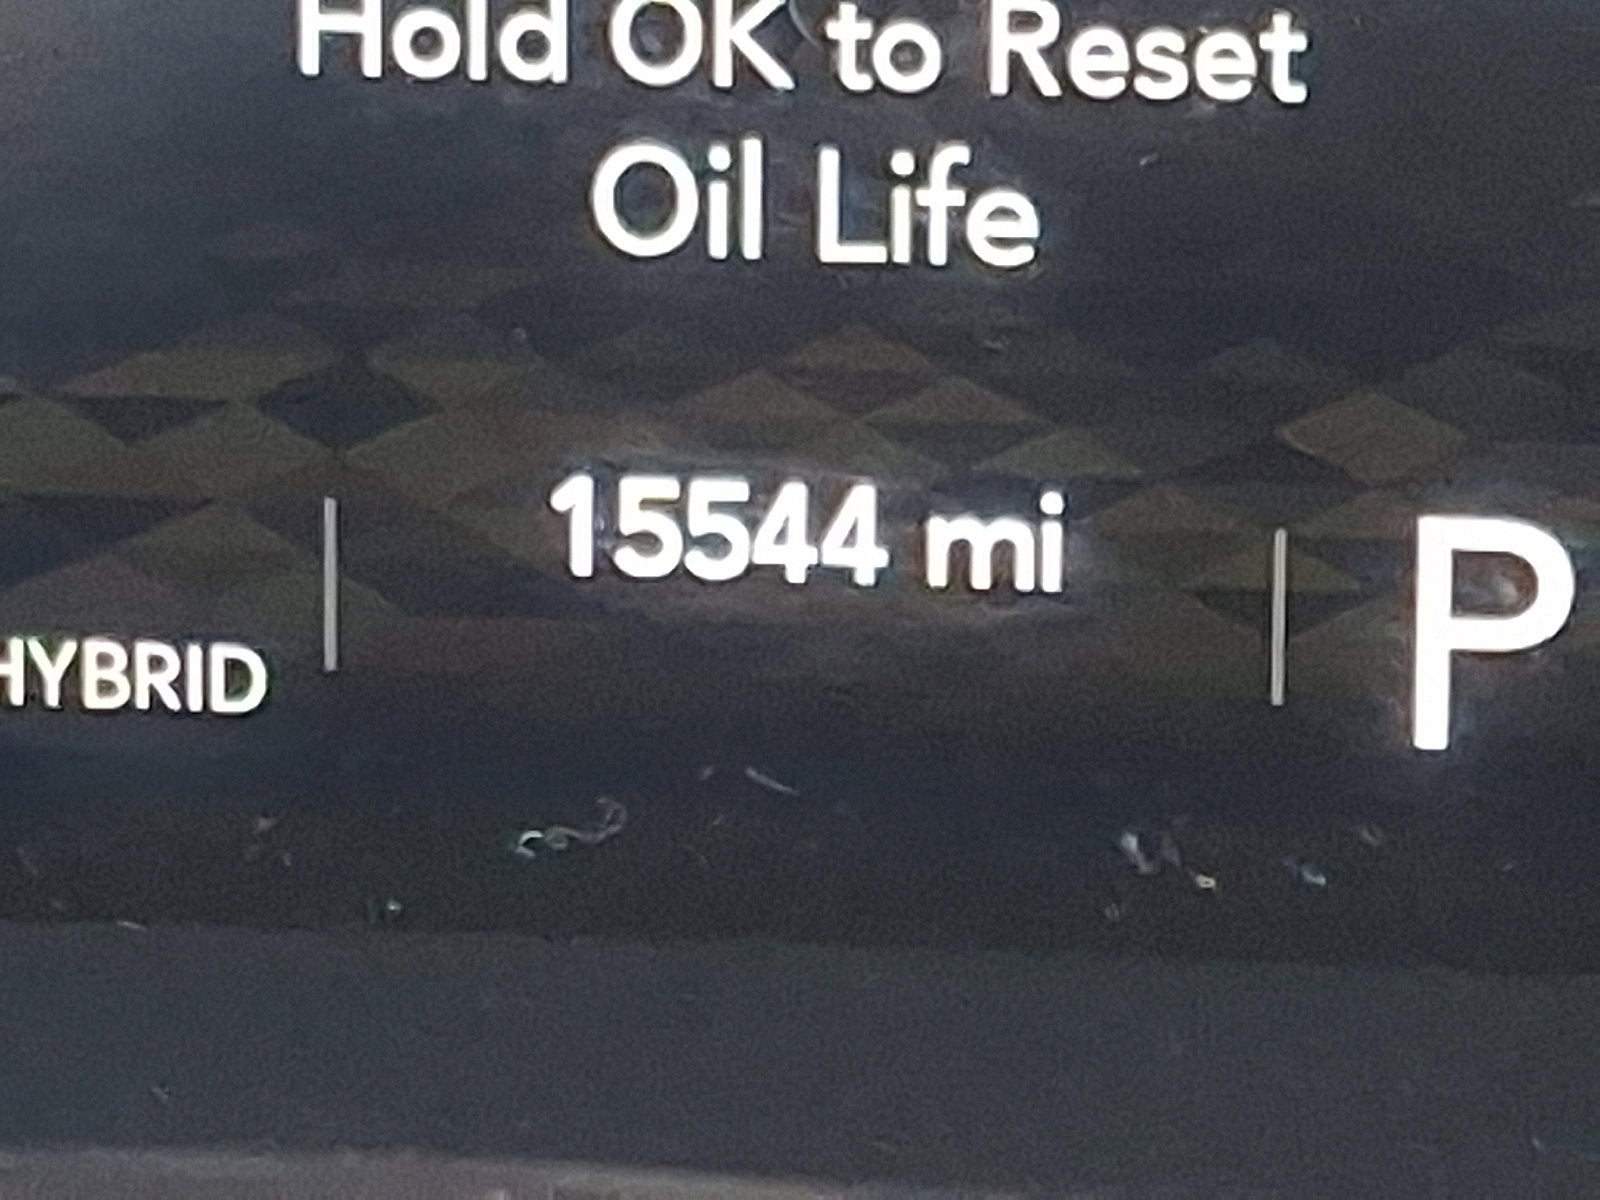 Hold OK to Reset
Oil Life
15544 mi
P
HYBRID